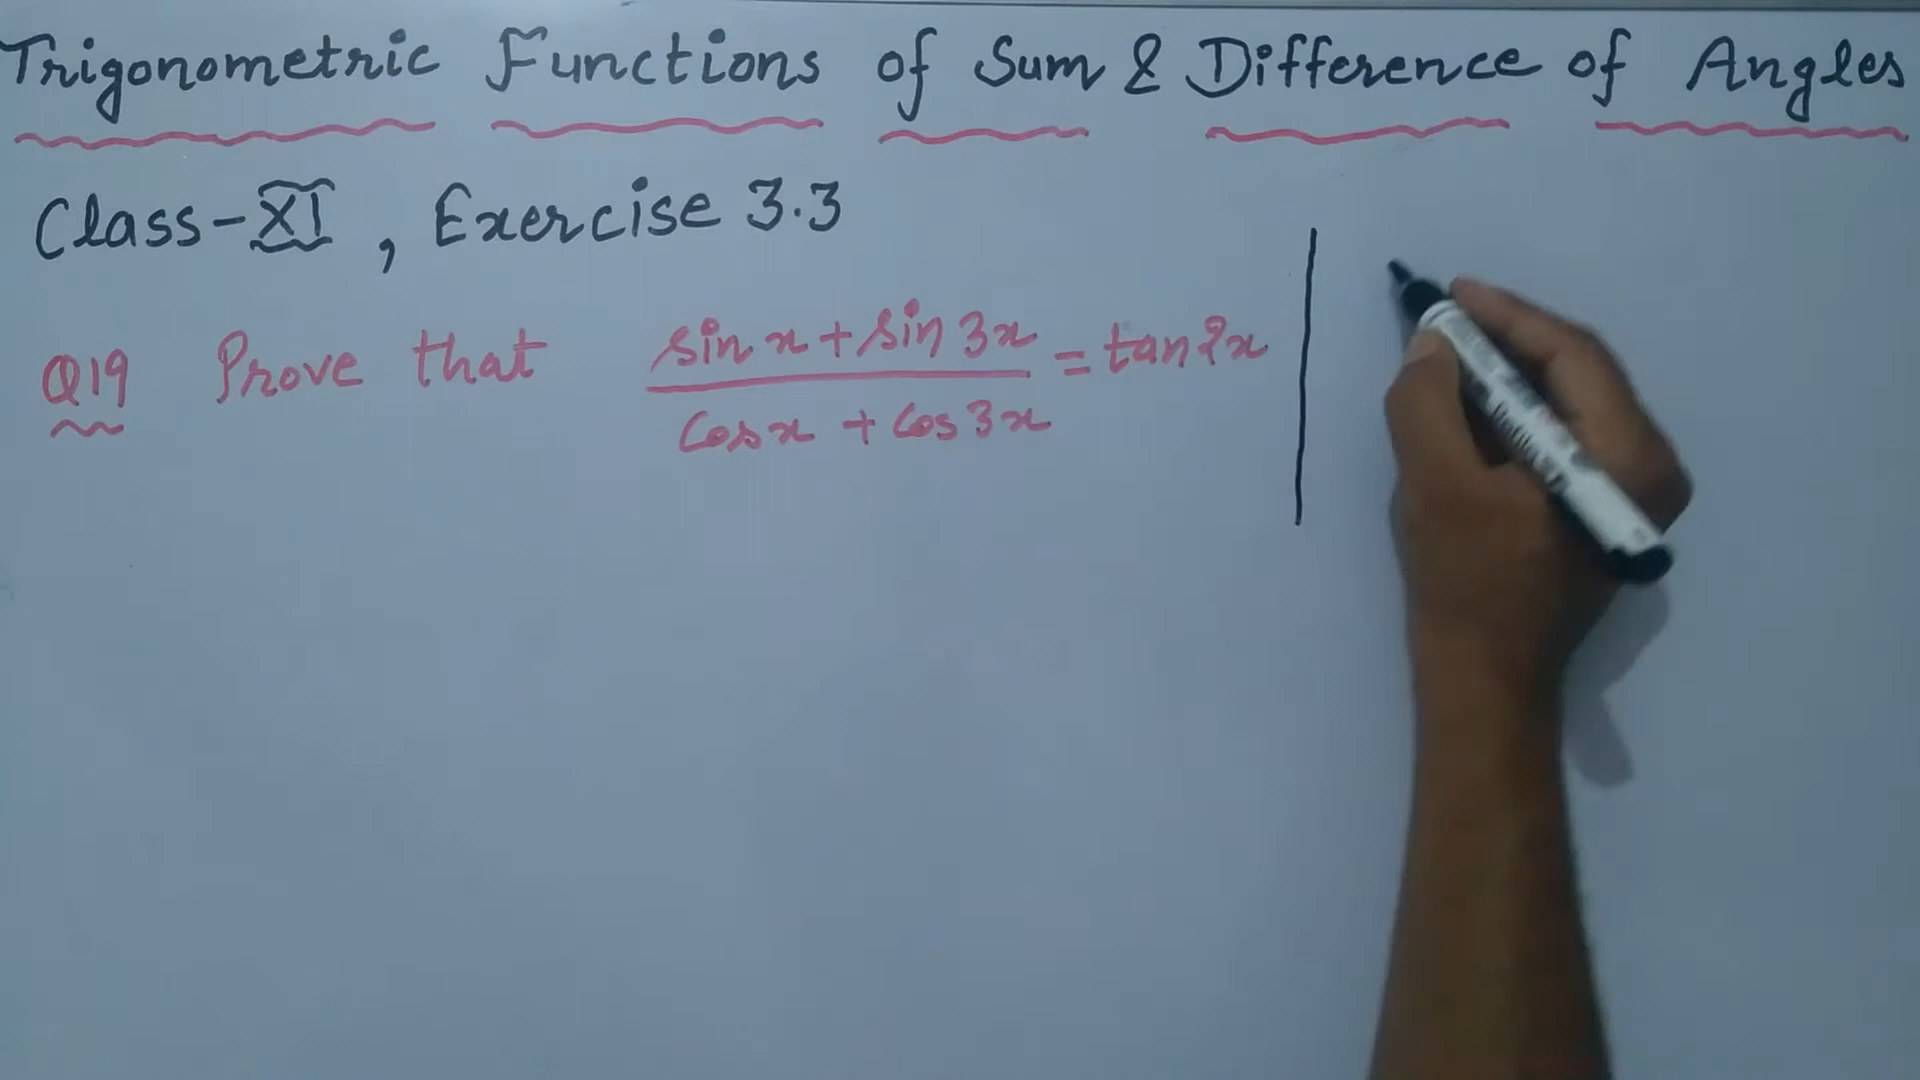 Trigonometric Functions of Sum & Difference of Angles
Class-XI, Exercise 3.3
Q19 Prove that sin x + sin 3x / cos x + cos 3x = tan 2x